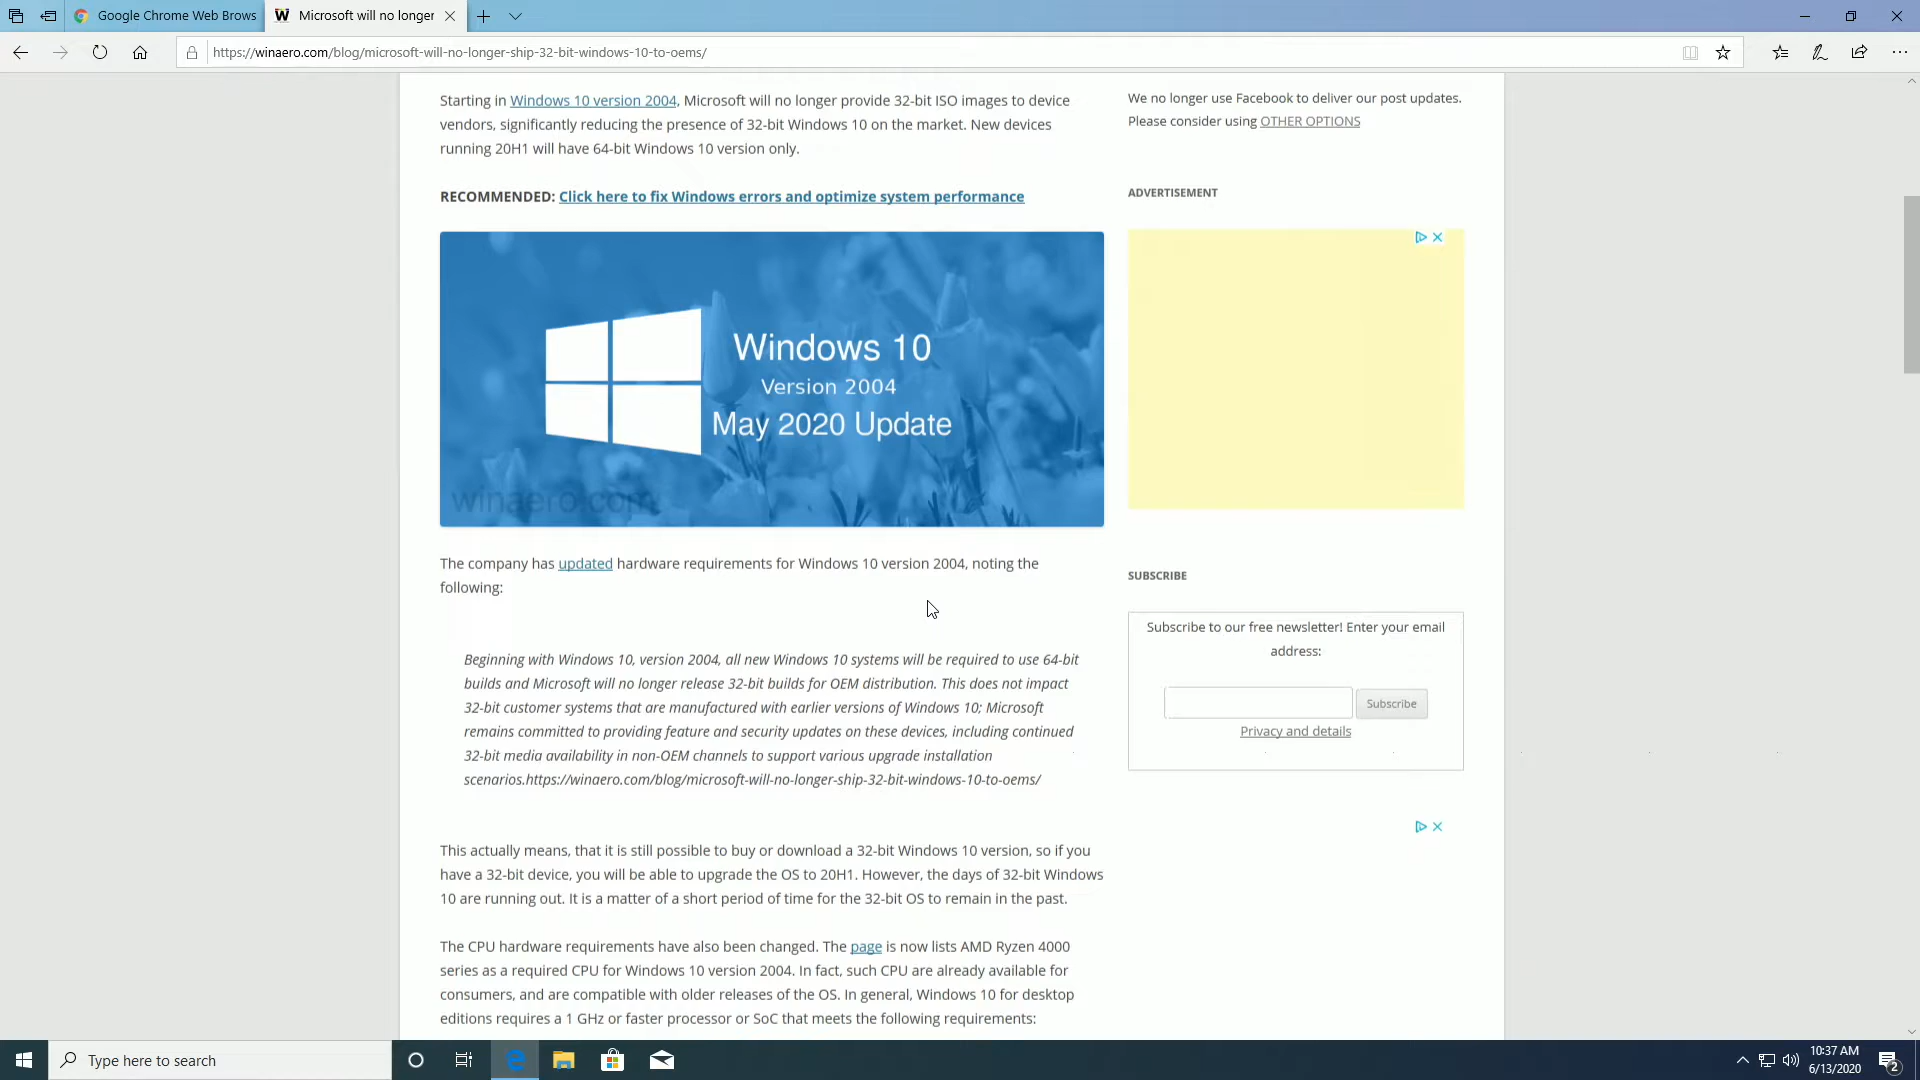 Google Chrome Web Brows
Microsoft will no longer
https://winaero.com/blog/microsoft-will-no-longer-ship-32-bit-windows-10-to-oems/
Starting in Windows 10 version 2004, Microsoft will no longer provide 32-bit ISO images to device
vendors, significantly reducing the presence of 32-bit Windows 10 on the market. New devices
running 20H1 will have 64-bit Windows 10 version only.
RECOMMENDED: Click here to fix Windows errors and optimize system performance
Windows 10
Version 2004
May 2020 Update
winaero.com
The company has updated hardware requirements for Windows 10 version 2004, noting the
following:
Beginning with Windows 10, version 2004, all new Windows 10 systems will be required to use 64-bit
builds and Microsoft will no longer release 32-bit builds for OEM distribution. This does not impact
32-bit customer systems that are manufactured with earlier versions of Windows 10; Microsoft
remains committed to providing feature and security updates on these devices, including continued
32-bit media availability in non-OEM channels to support various upgrade installation
scenarios.https://winaero.com/blog/microsoft-will-no-longer-ship-32-bit-windows-10-to-oems/
This actually means, that it is still possible to buy or download a 32-bit Windows 10 version, so if you
have a 32-bit device, you will be able to upgrade the OS to 20H1. However, the days of 32-bit Windows
10 are running out. It is a matter of a short period of time for the 32-bit OS to remain in the past.
The CPU hardware requirements have also been changed. The page is now lists AMD Ryzen 4000
series as a required CPU for Windows 10 version 2004. In fact, such CPU are already available for
consumers, and are compatible with older releases of the OS. In general, Windows 10 for desktop
editions requires a 1 GHz or faster processor or SoC that meets the following requirements:
We no longer use Facebook to deliver our post updates.
Please consider using OTHER OPTIONS
ADVERTISEMENT
SUBSCRIBE
Subscribe to our free newsletter! Enter your email
address:
Subscribe
Privacy and details
Type here to search
10:37 AM
6/13/2020
2